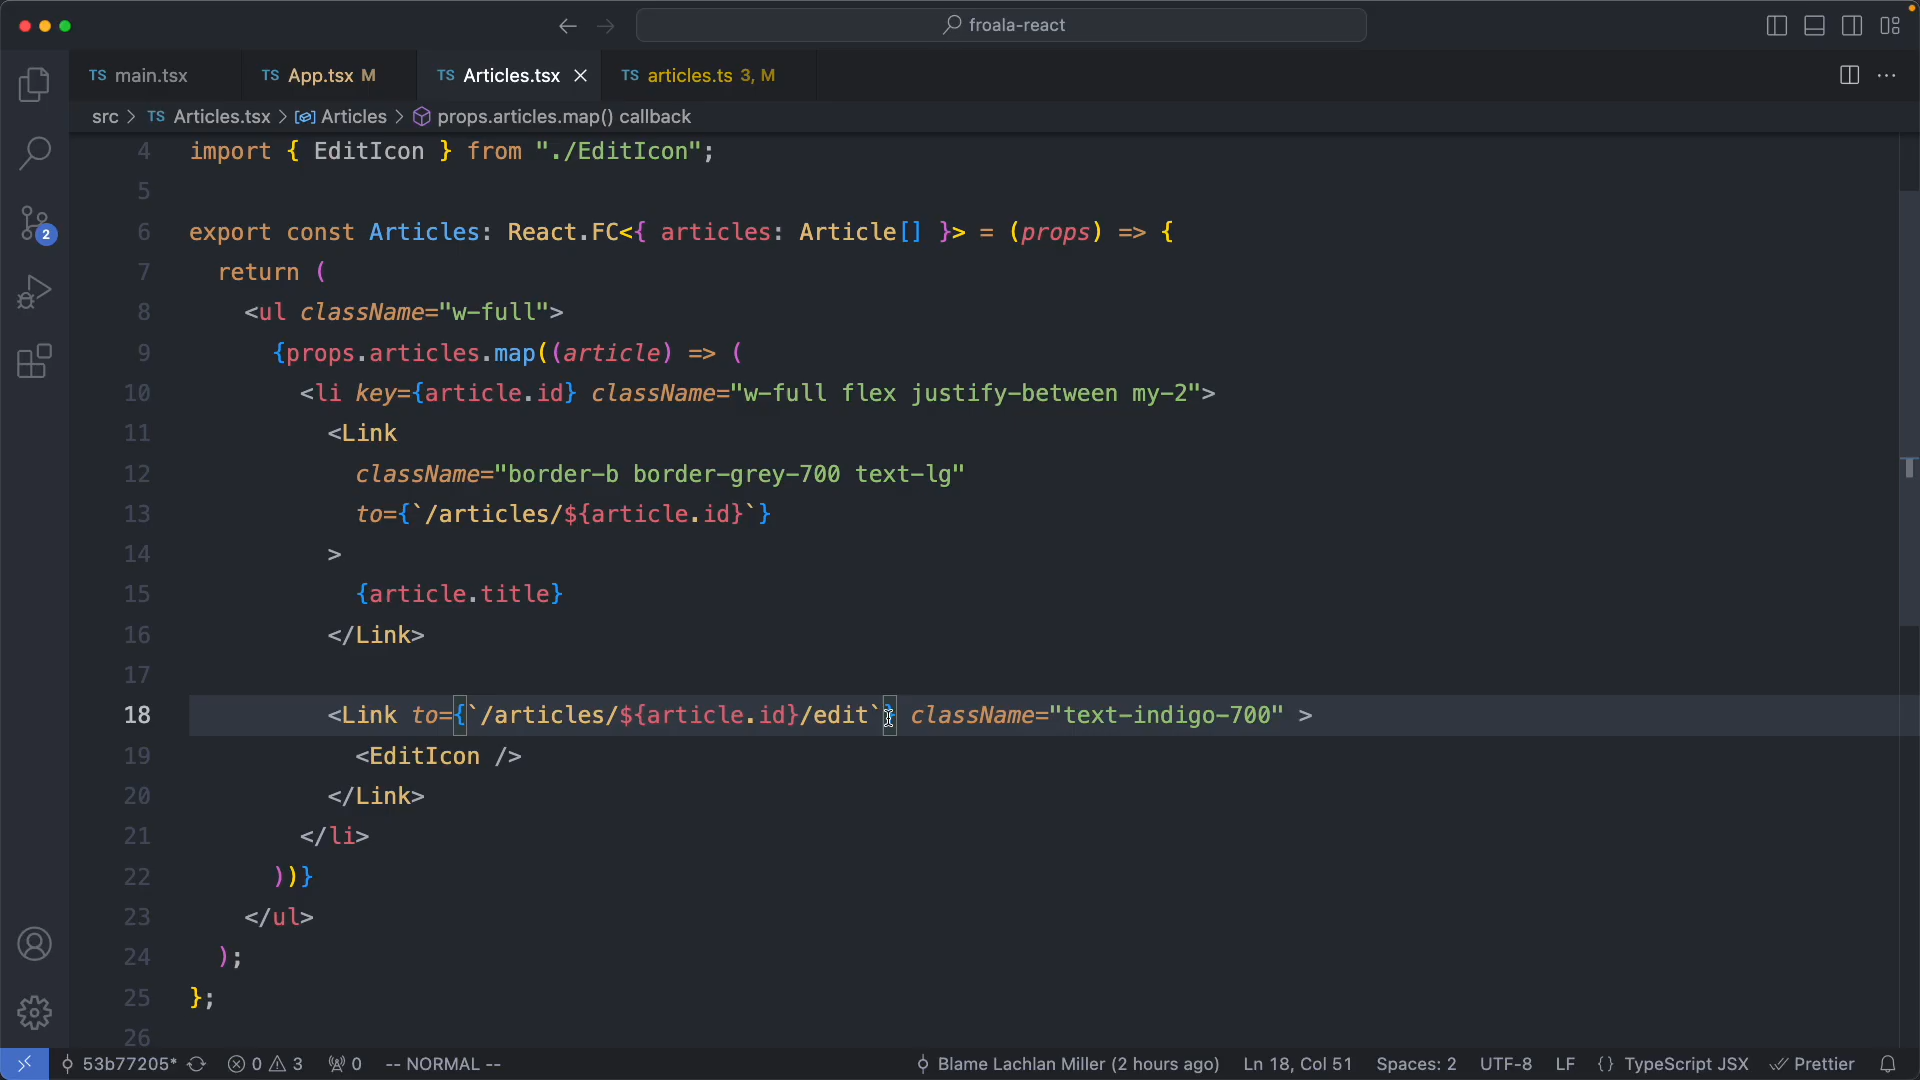 froala-react
TS main.tsx TS App.tsx M TS Articles.tsx TS articles.ts 3, M
src > TS Articles.tsx > Articles > props.articles.map() callback
4 import { EditIcon } from "./EditIcon";
5
6 export const Articles: React.FC<{ articles: Article[] }> = (props) => {
7 return (
8 <ul className="w-full">
9 {props.articles.map((article) => (
10 <li key={article.id} className="w-full flex justify-between my-2">
11 <Link
12 className="border-b border-grey-700 text-lg"
13 to={`/articles/${article.id}`}
14 >
15 {article.title}
16 </Link>
17
18 <Link to={`/articles/${article.id}/edit`} className="text-indigo-700" >
19 <EditIcon />
20 </Link>
21 </li>
22 ))}
23 </ul>
24 );
25 };
26
2
53b77205* 0 3 0 -- NORMAL -- Blame Lachlan Miller (2 hours ago) Ln 18, Col 51 Spaces: 2 UTF-8 LF {} TypeScript JSX Prettier